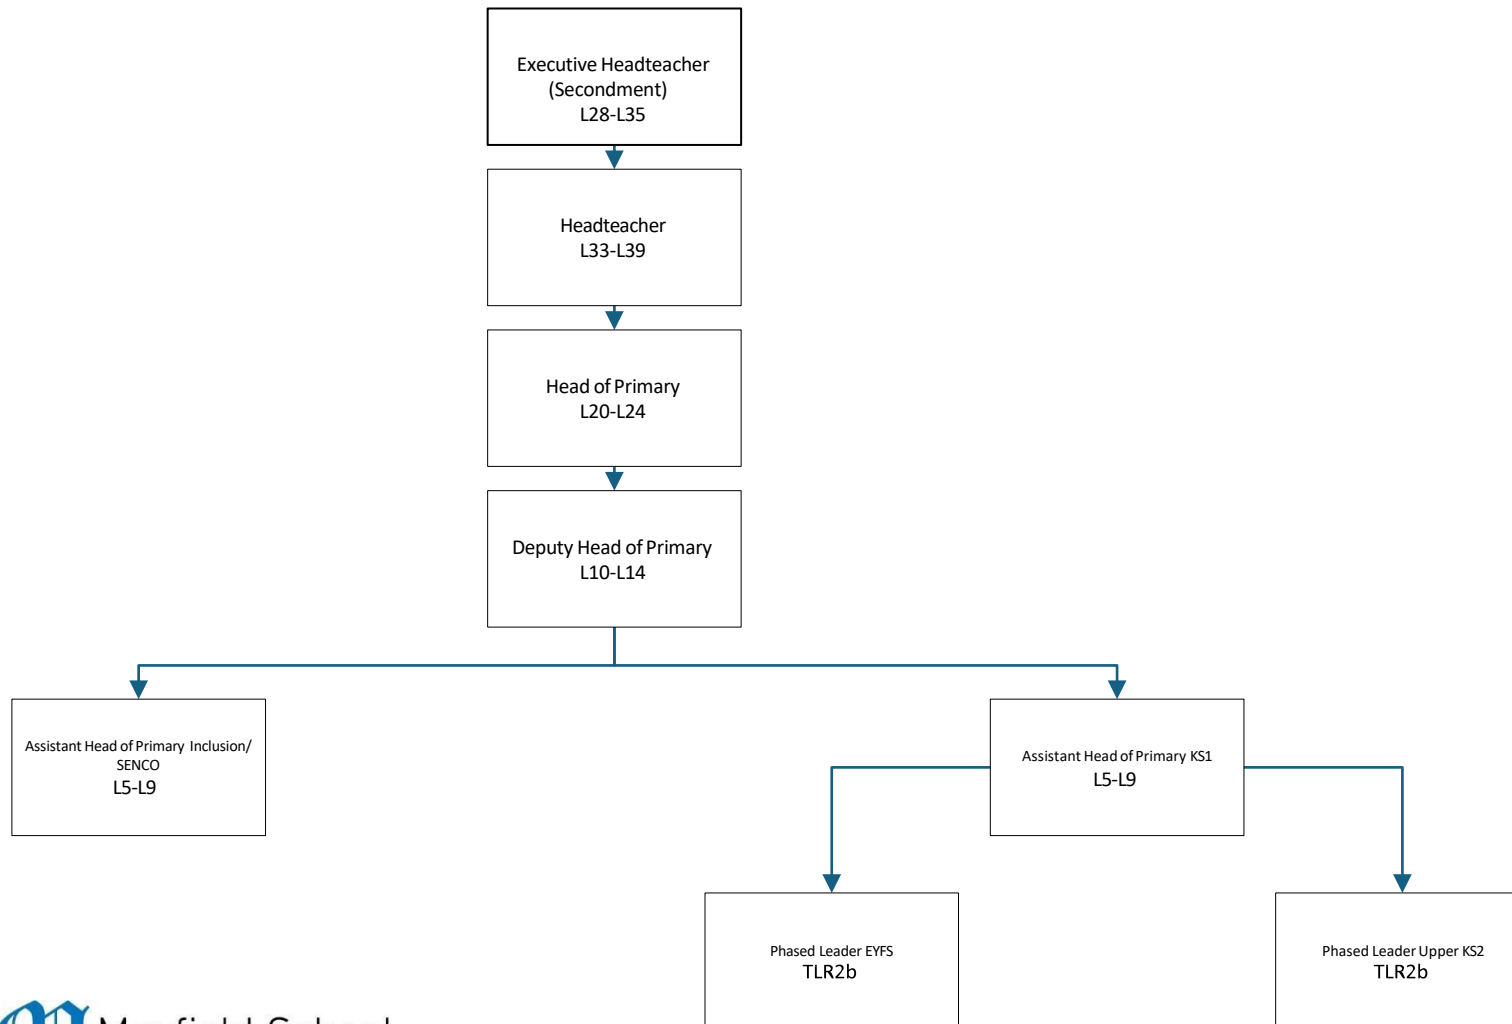 Executive Headteacher
(Secondment)
L28-L35
Headteacher
L33-L39
Head of Primary
L20-L24
Deputy Head of Primary
L10-L14
Assistant Head of Primary Inclusion/
SENCO
L5-L9
Assistant Head of Primary KS1
L5-L9
Phased Leader EYFS
TLR2b
Phased Leader Upper KS2
TLR2b
Mayfield School